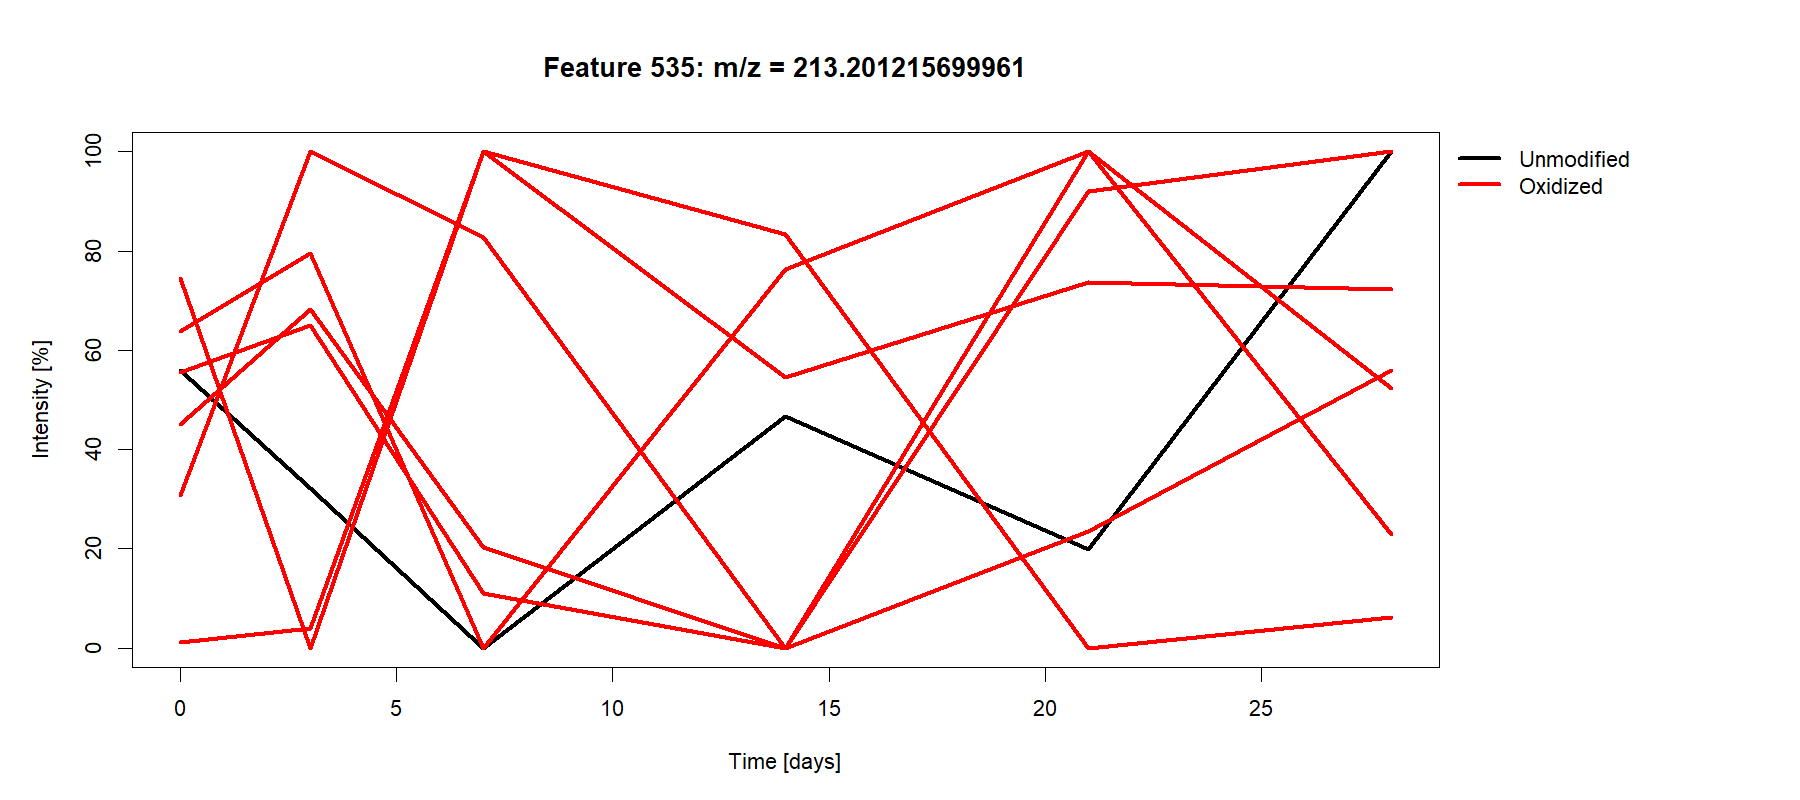 Feature 535: m/z = 213.201215699961
Unmodified
Oxidized
Intensity [%]
100
80
60
40
20
0
0 5 10 15 20 25
Time [days]